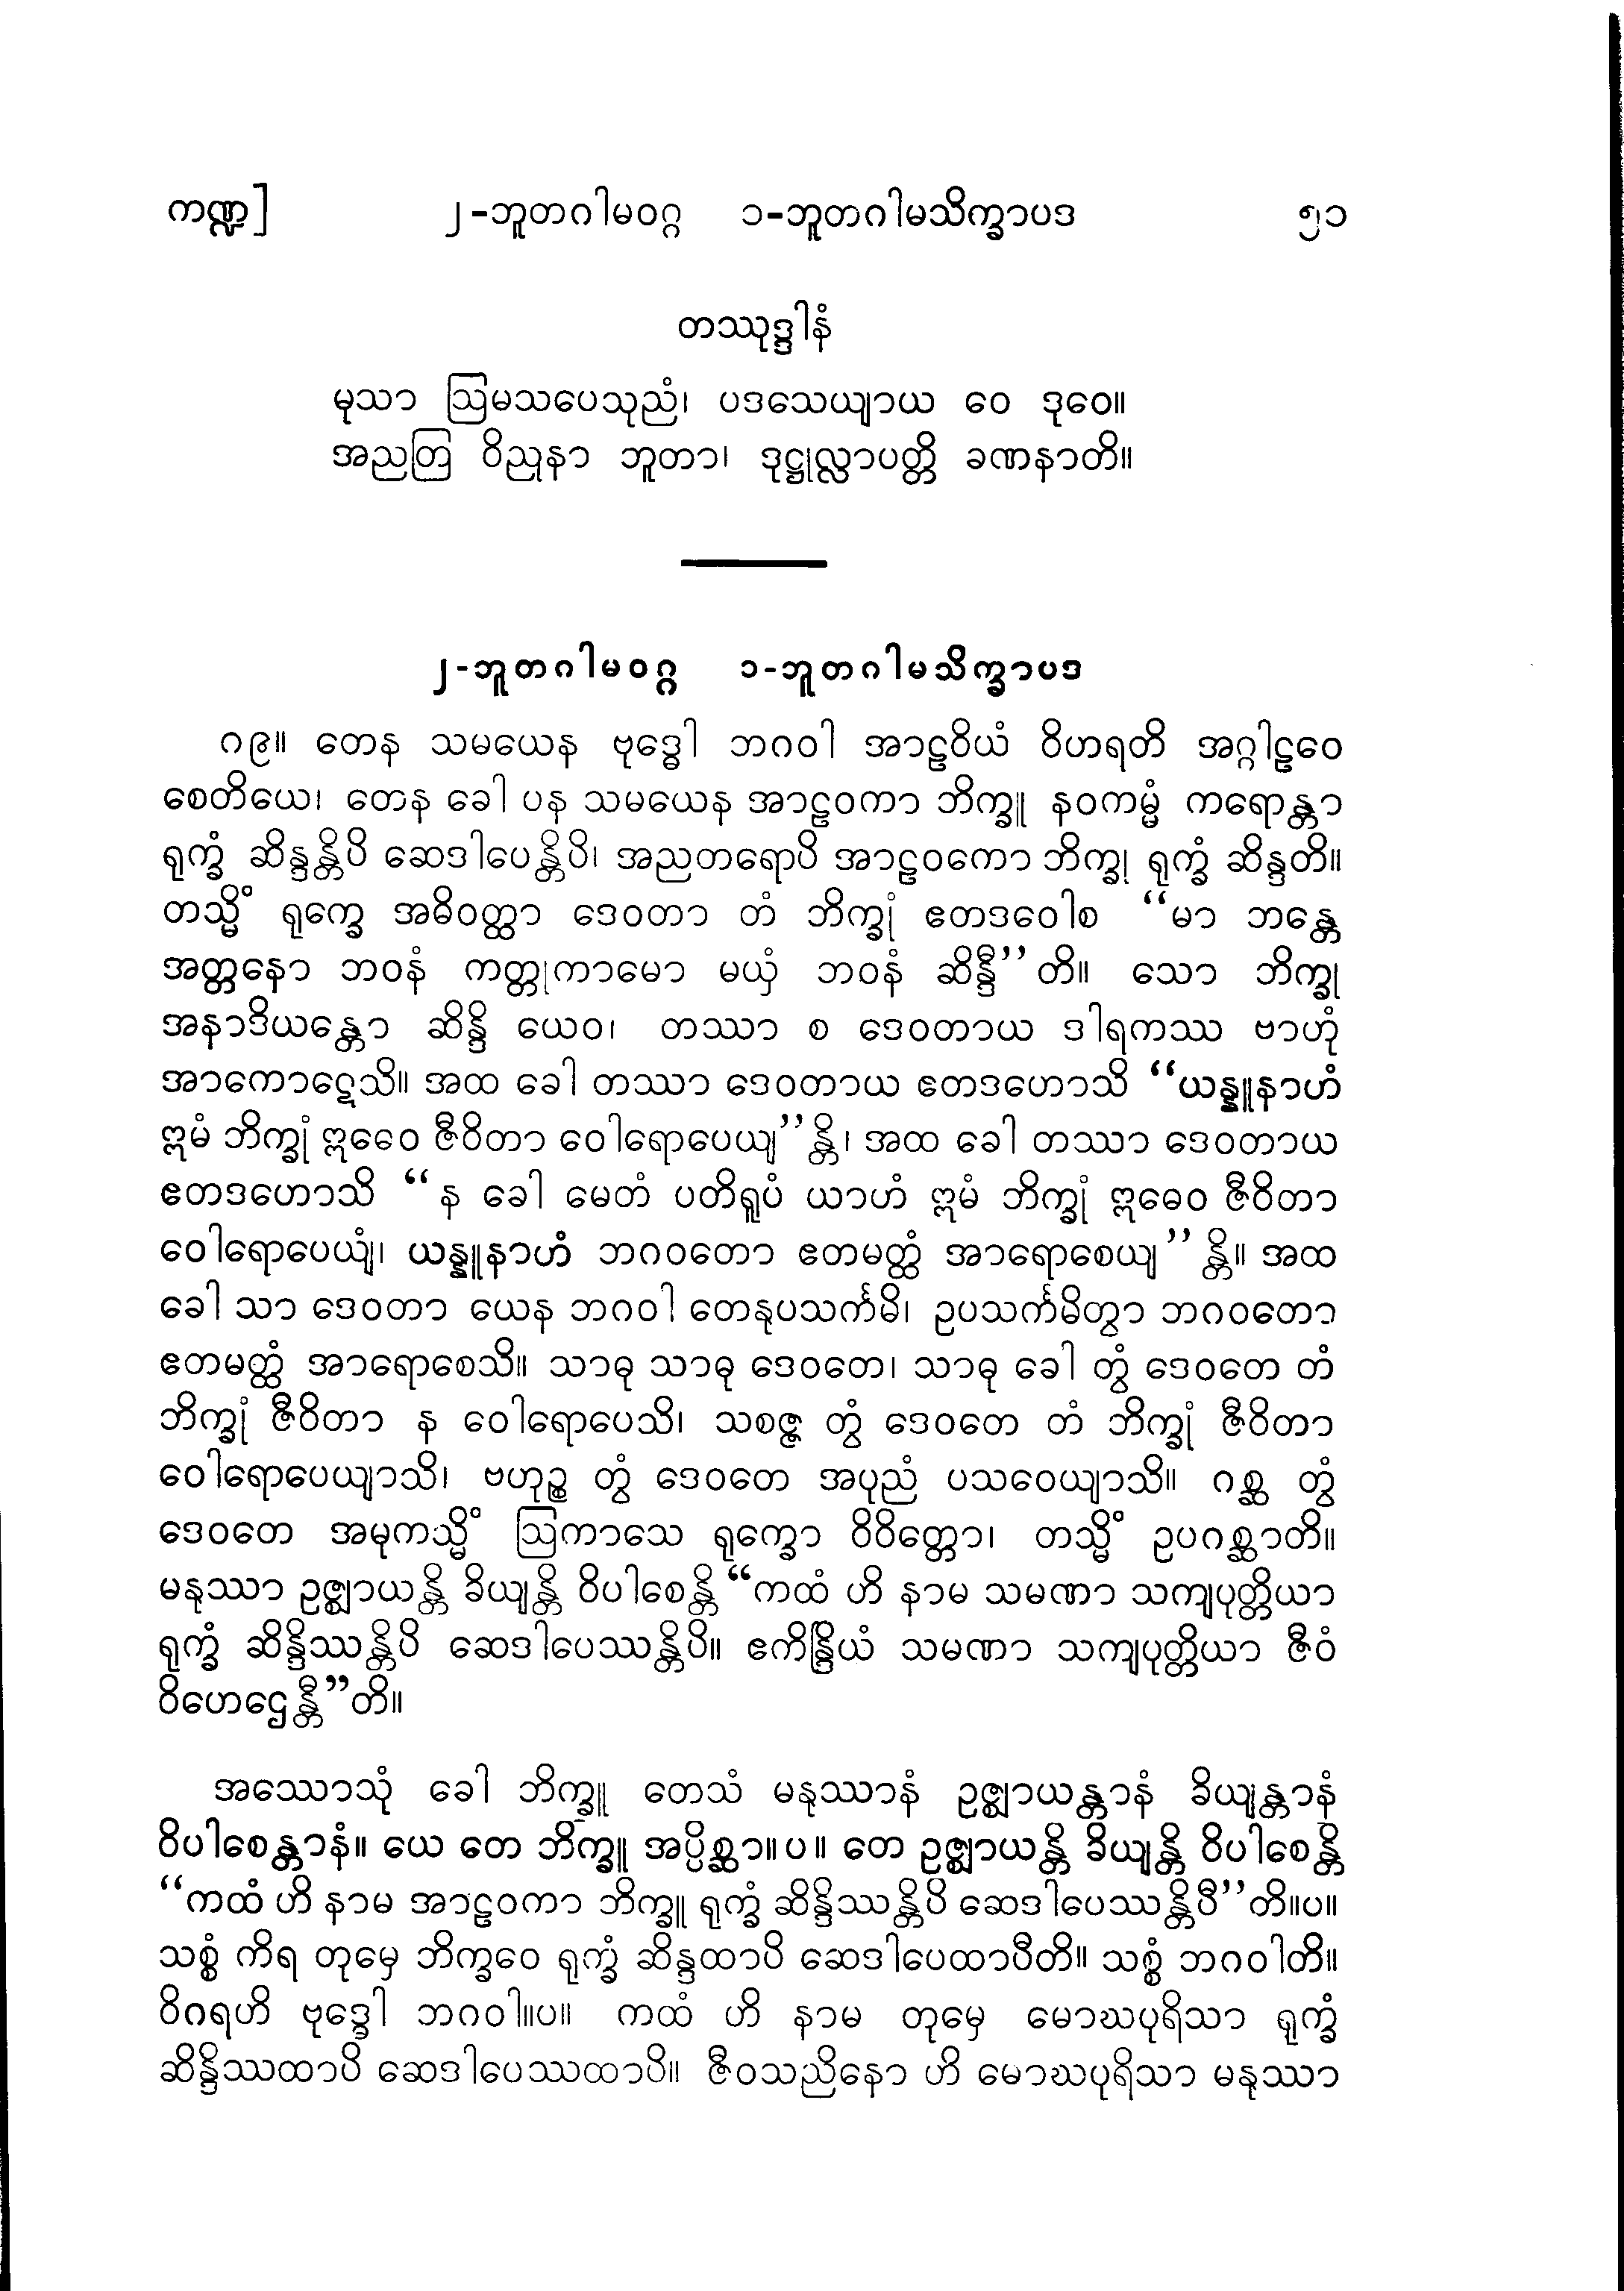 ကဏ္ဍ] ၂-ဘူတဂါမဝဂ္ဂ ၁-ဘူတဂါမသိက္ခာပဒ ၅၁
တဿုဒ္ဒါနံ
မုသာ ဩမသပေသုညံ၊ ပဒသေယျာယ ဝေ ဒုဝေ။
အညတြ ဝိညုနာ ဘူတာ၊ ဒုဋ္ဌုလ္လာပတ္တိ ခဏနာတိ။
၂-ဘူတဂါမဝဂ္ဂ ၁-ဘူတဂါမသိက္ခာပဒ
၈၉။ တေန သမယေန ဗုဒ္ဓေါ ဘဂဝါ အာဠဝိယံ ဝိဟရတိ အဂ္ဂါဠဝေ
စေတိယေ၊ တေန ခေါ ပန သမယေန အာဠဝကာ ဘိက္ခူ နဝကမ္မံ ကရောန္တာ
ရုက္ခံ ဆိန္ဒန္တိပိ ဆေဒါပေန္တိပိ၊ အညတရောပိ အာဠဝကော ဘိက္ခု ရုက္ခံ ဆိန္ဒတိ။
တသ္မိံ ရုက္ခေ အဓိဝတ္ထာ ဒေဝတာ တံ ဘိက္ခုံ ဧတဒဝေါစ “မာ ဘန္တေ
အတ္တနော ဘဝနံ ကတ္တုကာမော မယှံ ဘဝနံ ဆိန္ဒီ”တိ။ သော ဘိက္ခု
အနာဒိယန္တော ဆိန္ဒိ ယေဝ၊ တဿာ စ ဒေဝတာယ ဒါရကဿ ဗာဟုံ
အာကောဋေသိ။ အထ ခေါ တဿာ ဒေဝတာယ ဧတဒဟောသိ “ယန္နူနာဟံ
ဣမံ ဘိက္ခုံ ဣဓေဝ ဇီဝိတာ ဝေါရောပေယျ”န္တိ၊ အထ ခေါ တဿာ ဒေဝတာယ
ဧတဒဟောသိ “န ခေါ မေတံ ပတိရူပံ ယာဟံ ဣမံ ဘိက္ခုံ ဣဓေဝ ဇီဝိတာ
ဝေါရောပေယျံ၊ ယန္နူနာဟံ ဘဂဝတော ဧတမတ္ထံ အာရောစေယျ”န္တိ။ အထ
ခေါ သာ ဒေဝတာ ယေန ဘဂဝါ တေနုပသင်္ကမိ၊ ဥပသင်္ကမိတွာ ဘဂဝတော
ဧတမတ္ထံ အာရောစေသိ။ သာဓု သာဓု ဒေဝတေ၊ သာဓု ခေါ တွံ ဒေဝတေ တံ
ဘိက္ခုံ ဇီဝိတာ န ဝေါရောပေသိ၊ သစဇ္ဇ တွံ ဒေဝတေ တံ ဘိက္ခုံ ဇီဝိတာ
ဝေါရောပေယျာသိ၊ ဗဟုဉ္စ တွံ ဒေဝတေ အပုညံ ပသဝေယျာသိ။ ဂစ္ဆ တွံ
ဒေဝတေ အမုကသ္မိံ ဩကာသေ ရုက္ခော ဝိဝိတ္တော၊ တသ္မိံ ဥပဂစ္ဆာတိ။
မနုဿာ ဥဇ္ဈာယန္တိ ခိယျန္တိ ဝိပါစေန္တိ “ကထံ ဟိ နာမ သမဏာ သကျပုတ္တိယာ
ရုက္ခံ ဆိန္ဒိဿန္တိပိ ဆေဒါပေဿန္တိပိ။ ဧကိန္ဒြိယံ သမဏာ သကျပုတ္တိယာ ဇီဝံ
ဝိဟေဌေန္တီ”တိ။
အဿောသုံ ခေါ ဘိက္ခူ တေသံ မနုဿာနံ ဥဇ္ဈာယန္တာနံ ခိယျန္တာနံ
ဝိပါစေန္တာနံ။ ယေ တေ ဘိက္ခူ အပ္ပိစ္ဆာ။ပ။ တေ ဥဇ္ဈာယန္တိ ခိယျန္တိ ဝိပါစေန္တိ
“ကထံ ဟိ နာမ အာဠဝကာ ဘိက္ခူ ရုက္ခံ ဆိန္ဒိဿန္တိပိ ဆေဒါပေဿန္တိပီ”တိ။ပ။
သစ္စံ ကိရ တုမှေ ဘိက္ခဝေ ရုက္ခံ ဆိန္ဒထာပိ ဆေဒါပေထာပီတိ။ သစ္စံ ဘဂဝါတိ။
ဝိဂရဟိ ဗုဒ္ဓေါ ဘဂဝါ။ပ။ ကထံ ဟိ နာမ တုမှေ မောဃပုရိသာ ရုက္ခံ
ဆိန္ဒိဿထာပိ ဆေဒါပေဿထာပိ။ ဇီဝသညိနော ဟိ မောဃပုရိသာ မနုဿာ